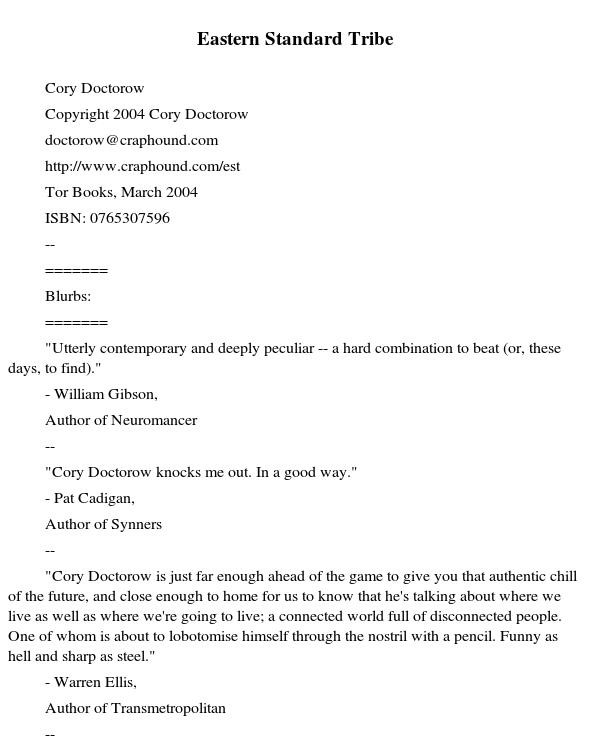 Eastern Standard Tribe
Cory Doctorow
Copyright 2004 Cory Doctorow
doctorow@craphound.com
http://www.craphound.com/est
Tor Books, March 2004
ISBN: 0765307596
--
=======
Blurbs:
=======
"Utterly contemporary and deeply peculiar -- a hard combination to beat (or, these
days, to find)."
- William Gibson,
Author of Neuromancer
--
"Cory Doctorow knocks me out. In a good way."
- Pat Cadigan,
Author of Synners
--
"Cory Doctorow is just far enough ahead of the game to give you that authentic chill
of the future, and close enough to home for us to know that he's talking about where we
live as well as where we're going to live; a connected world full of disconnected people.
One of whom is about to lobotomise himself through the nostril with a pencil. Funny as
hell and sharp as steel."
- Warren Ellis,
Author of Transmetropolitan
--